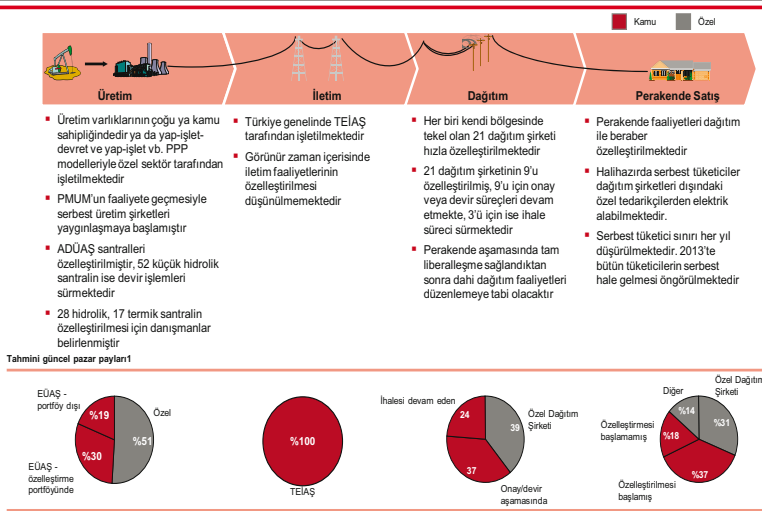 Kamu
Özel
Üretim
İletim
Dağıtım
Perakende Satış
Üretim varlıklarının çoğu ya kamu
sahipliğindedir ya da yap-işlet-
devret ve yap-işlet vb. PPP
modelleriyle özel sektör tarafından
işletilmektedir
PMUM'un faaliyete geçmesiyle
serbest üretim şirketleri
yaygınlaşmaya başlamıştır
ADÜAŞ santralleri
özelleştirilmiştir, 52 küçük hidrolik
santralin ise devir işlemleri
sürmektedir
28 hidrolik, 17 termik santralin
özelleştirilmesi için danışmanlar
belirlenmiştir
Türkiye genelinde TEİAŞ
tarafından işletilmektedir
Görünür zaman içerisinde
iletim faaliyetlerinin
özelleştirilmesi
düşünülmemektedir
Her biri kendi bölgesinde
tekel olan 21 dağıtım şirketi
hızla özelleştirilmektedir
21 dağıtım şirketinin 9'u
özelleştirilmiş, 9'u için onay
veya devir süreçleri devam
etmekte, 3'ü için ise ihale
süreci sürmektedir
Perakende aşamasında tam
liberalleşme sağlandıktan
sonra dahi dağıtım faaliyetleri
düzenlemeye tabi olacaktır
Perakende faaliyetleri dağıtım
ile beraber
özelleştirilmektedir
Halihazırda serbest tüketiciler
dağıtım şirketleri dışındaki
özel tedarikçilerden elektrik
alabilmektedir.
Serbest tüketici sınırı her yıl
düşürülmektedir. 2013'te
bütün tüketicilerin serbest
hale gelmesi öngörülmektedir
Tahmini güncel pazar payları1
EÜAŞ -
portföy dışı
%19
Özel
%51
%30
EÜAŞ -
özelleştirme
portföyünde
%100
TEİAŞ
İhalesi devam eden
24
39
Özel Dağıtım
Şirketi
37
Onay/devir
aşamasında
Diğer
Özel Dağıtım
Şirketi
%14
%31
Özelleştirmesi
başlamamış
%18
%37
Özelleştirilmesi
başlamış